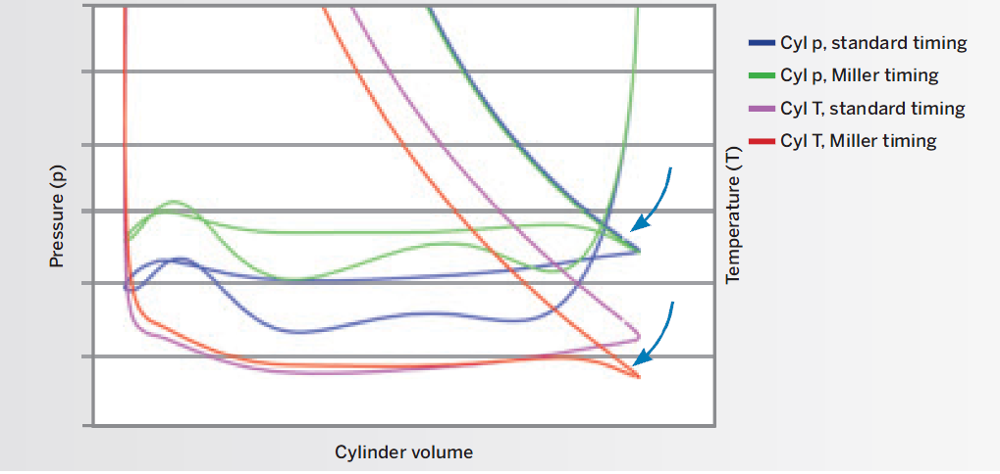 Pressure (p)
Cylinder volume
Temperature (T)
Cyl p, standard timing
Cyl p, Miller timing
Cyl T, standard timing
Cyl T, Miller timing